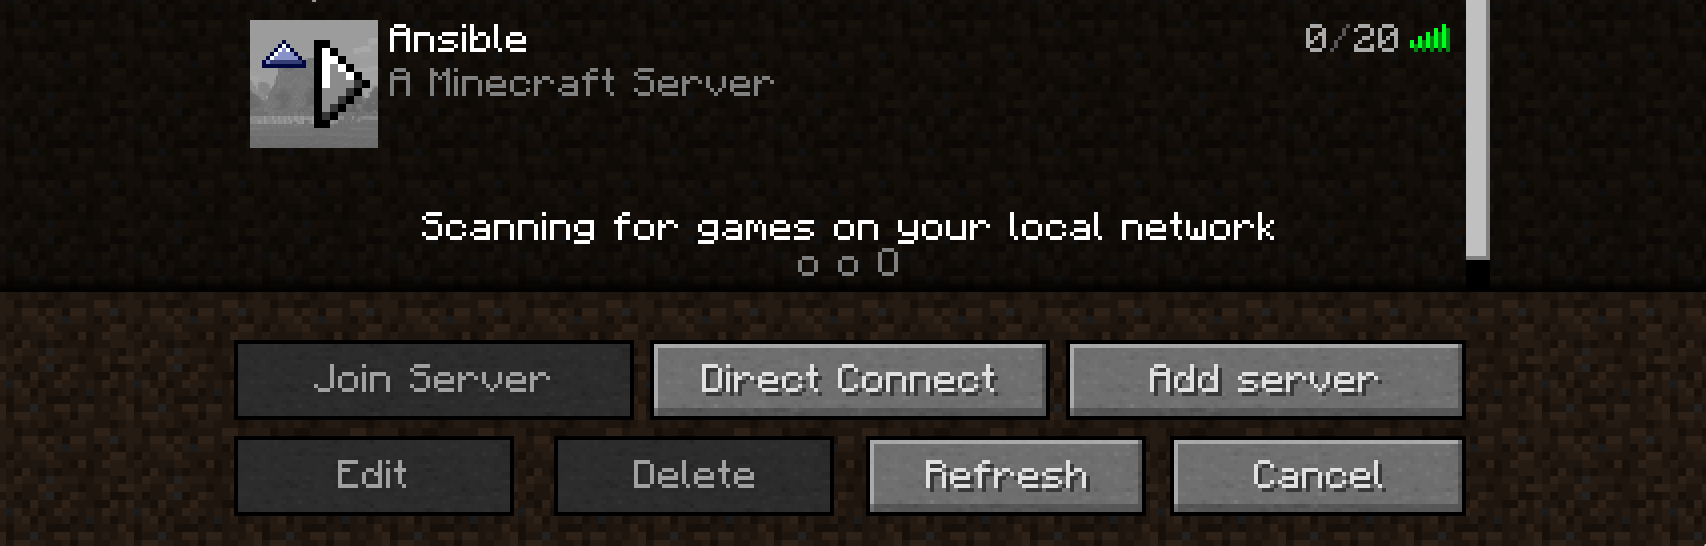 Ansible
0/20
A Minecraft Server
Scanning for games on your local network
o o O
Join Server
Direct Connect
Add server
Edit
Delete
Refresh
Cancel